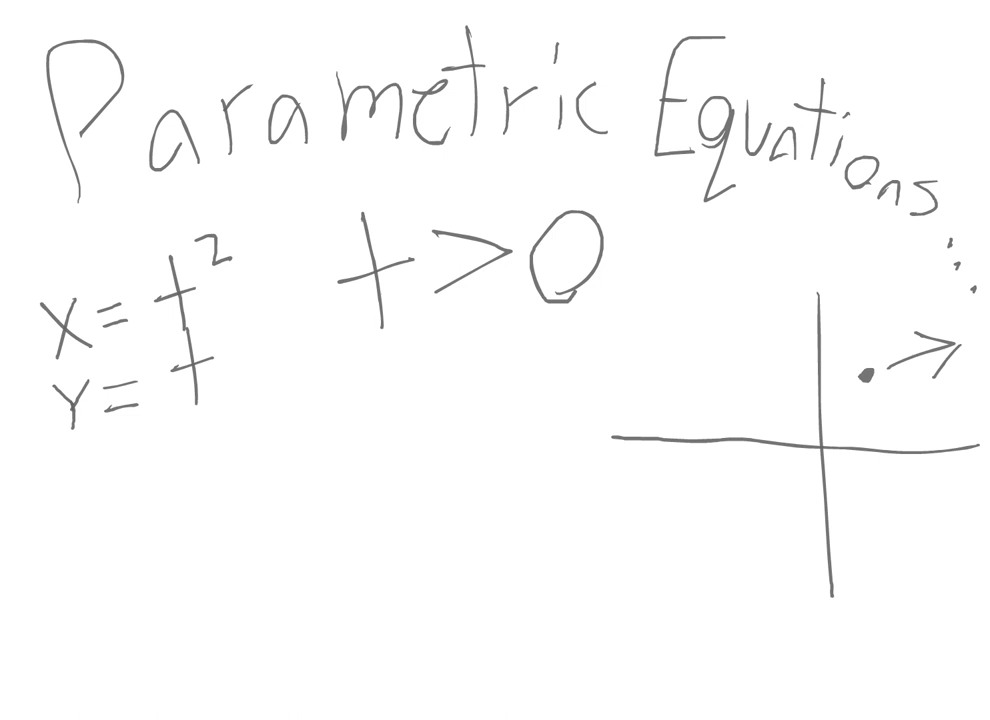 Parametric Equations
x = t² t > 0
y = t